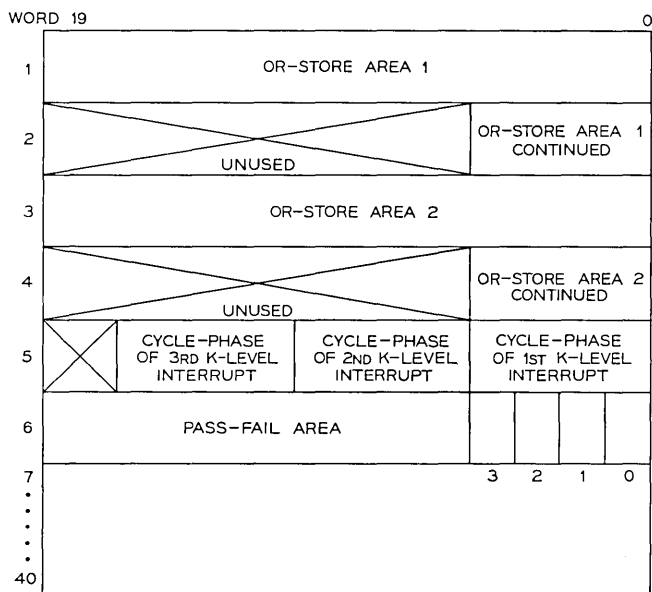 WORD 19 0
1 OR-STORE AREA 1
2 UNUSED OR-STORE AREA 1
CONTINUED
3 OR-STORE AREA 2
4 UNUSED OR-STORE AREA 2
CONTINUED
5 CYCLE-PHASE
OF 3RD K-LEVEL
INTERRUPT
CYCLE-PHASE
OF 2ND K-LEVEL
INTERRUPT
CYCLE-PHASE
OF 1ST K-LEVEL
INTERRUPT
6 PASS-FAIL AREA
7 3 2 1 0
40